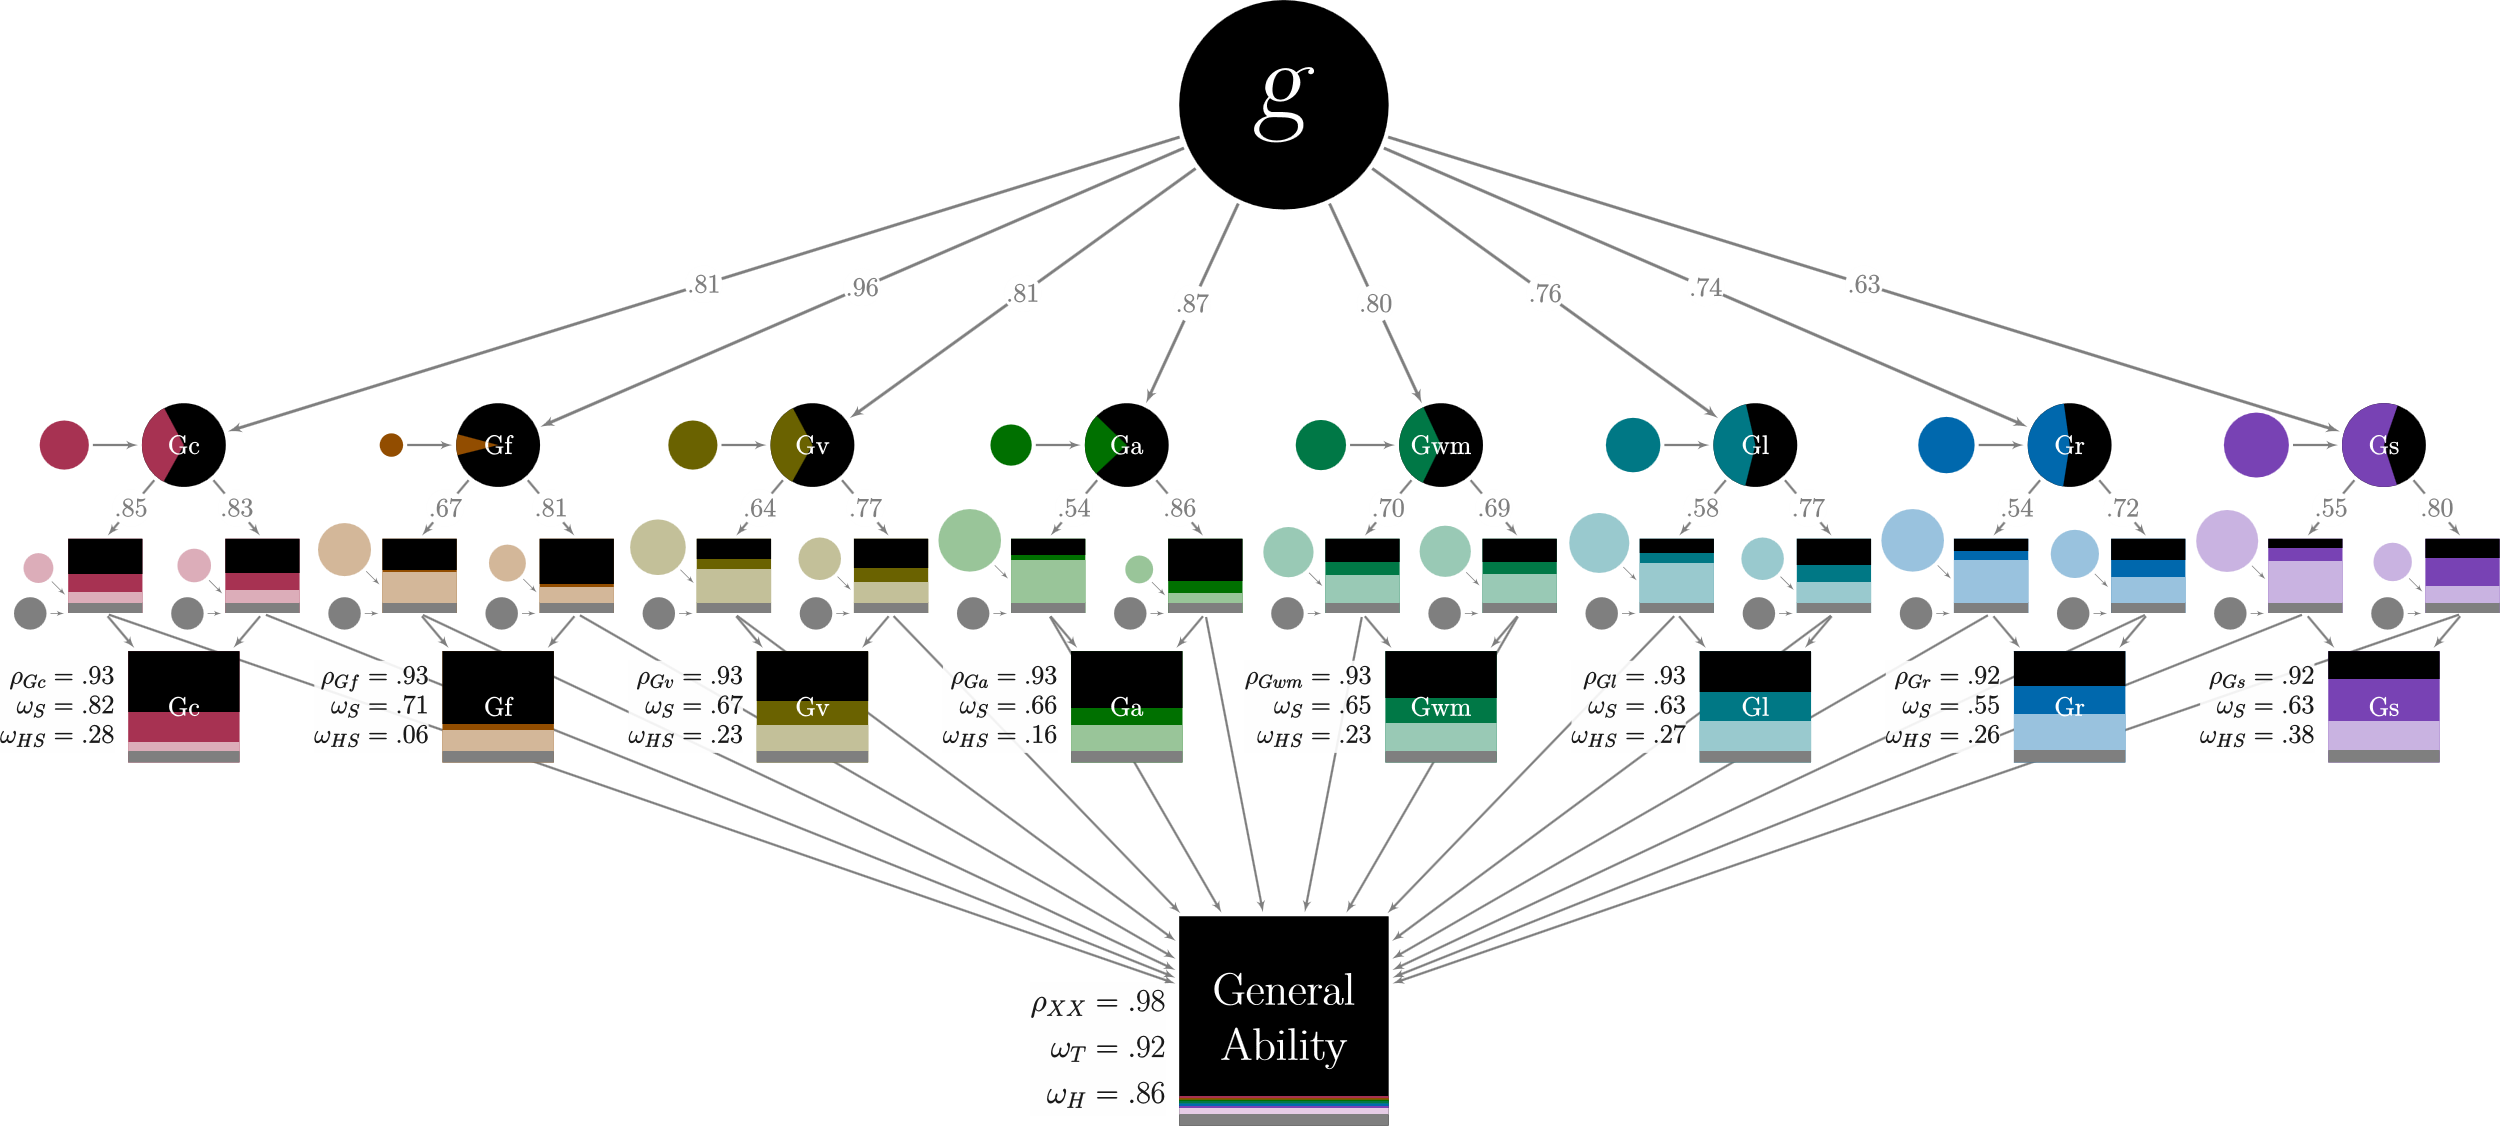 g
.81
.96
.81
.87
.80
.76
.74
.63
Gc
Gf
Gv
Ga
Gwm
Gl
Gr
Gs
.85
.83
.67
.81
.64
.77
.54
.86
.70
.69
.58
.77
.54
.72
.55
.80
ρGc = .93
ωS = .82
ωHS = .28
Gc
ρGf = .93
ωS = .71
ωHS = .06
Gf
ρGv = .93
ωS = .67
ωHS = .23
Gv
ρGa = .93
ωS = .66
ωHS = .16
Ga
ρGwm = .93
ωS = .65
ωHS = .23
Gwm
ρGl = .93
ωS = .63
ωHS = .27
Gl
ρGr = .92
ωS = .55
ωHS = .26
Gr
ρGs = .92
ωS = .63
ωHS = .38
Gs
ρXX = .98
ωT = .92
ωH = .86
General
Ability